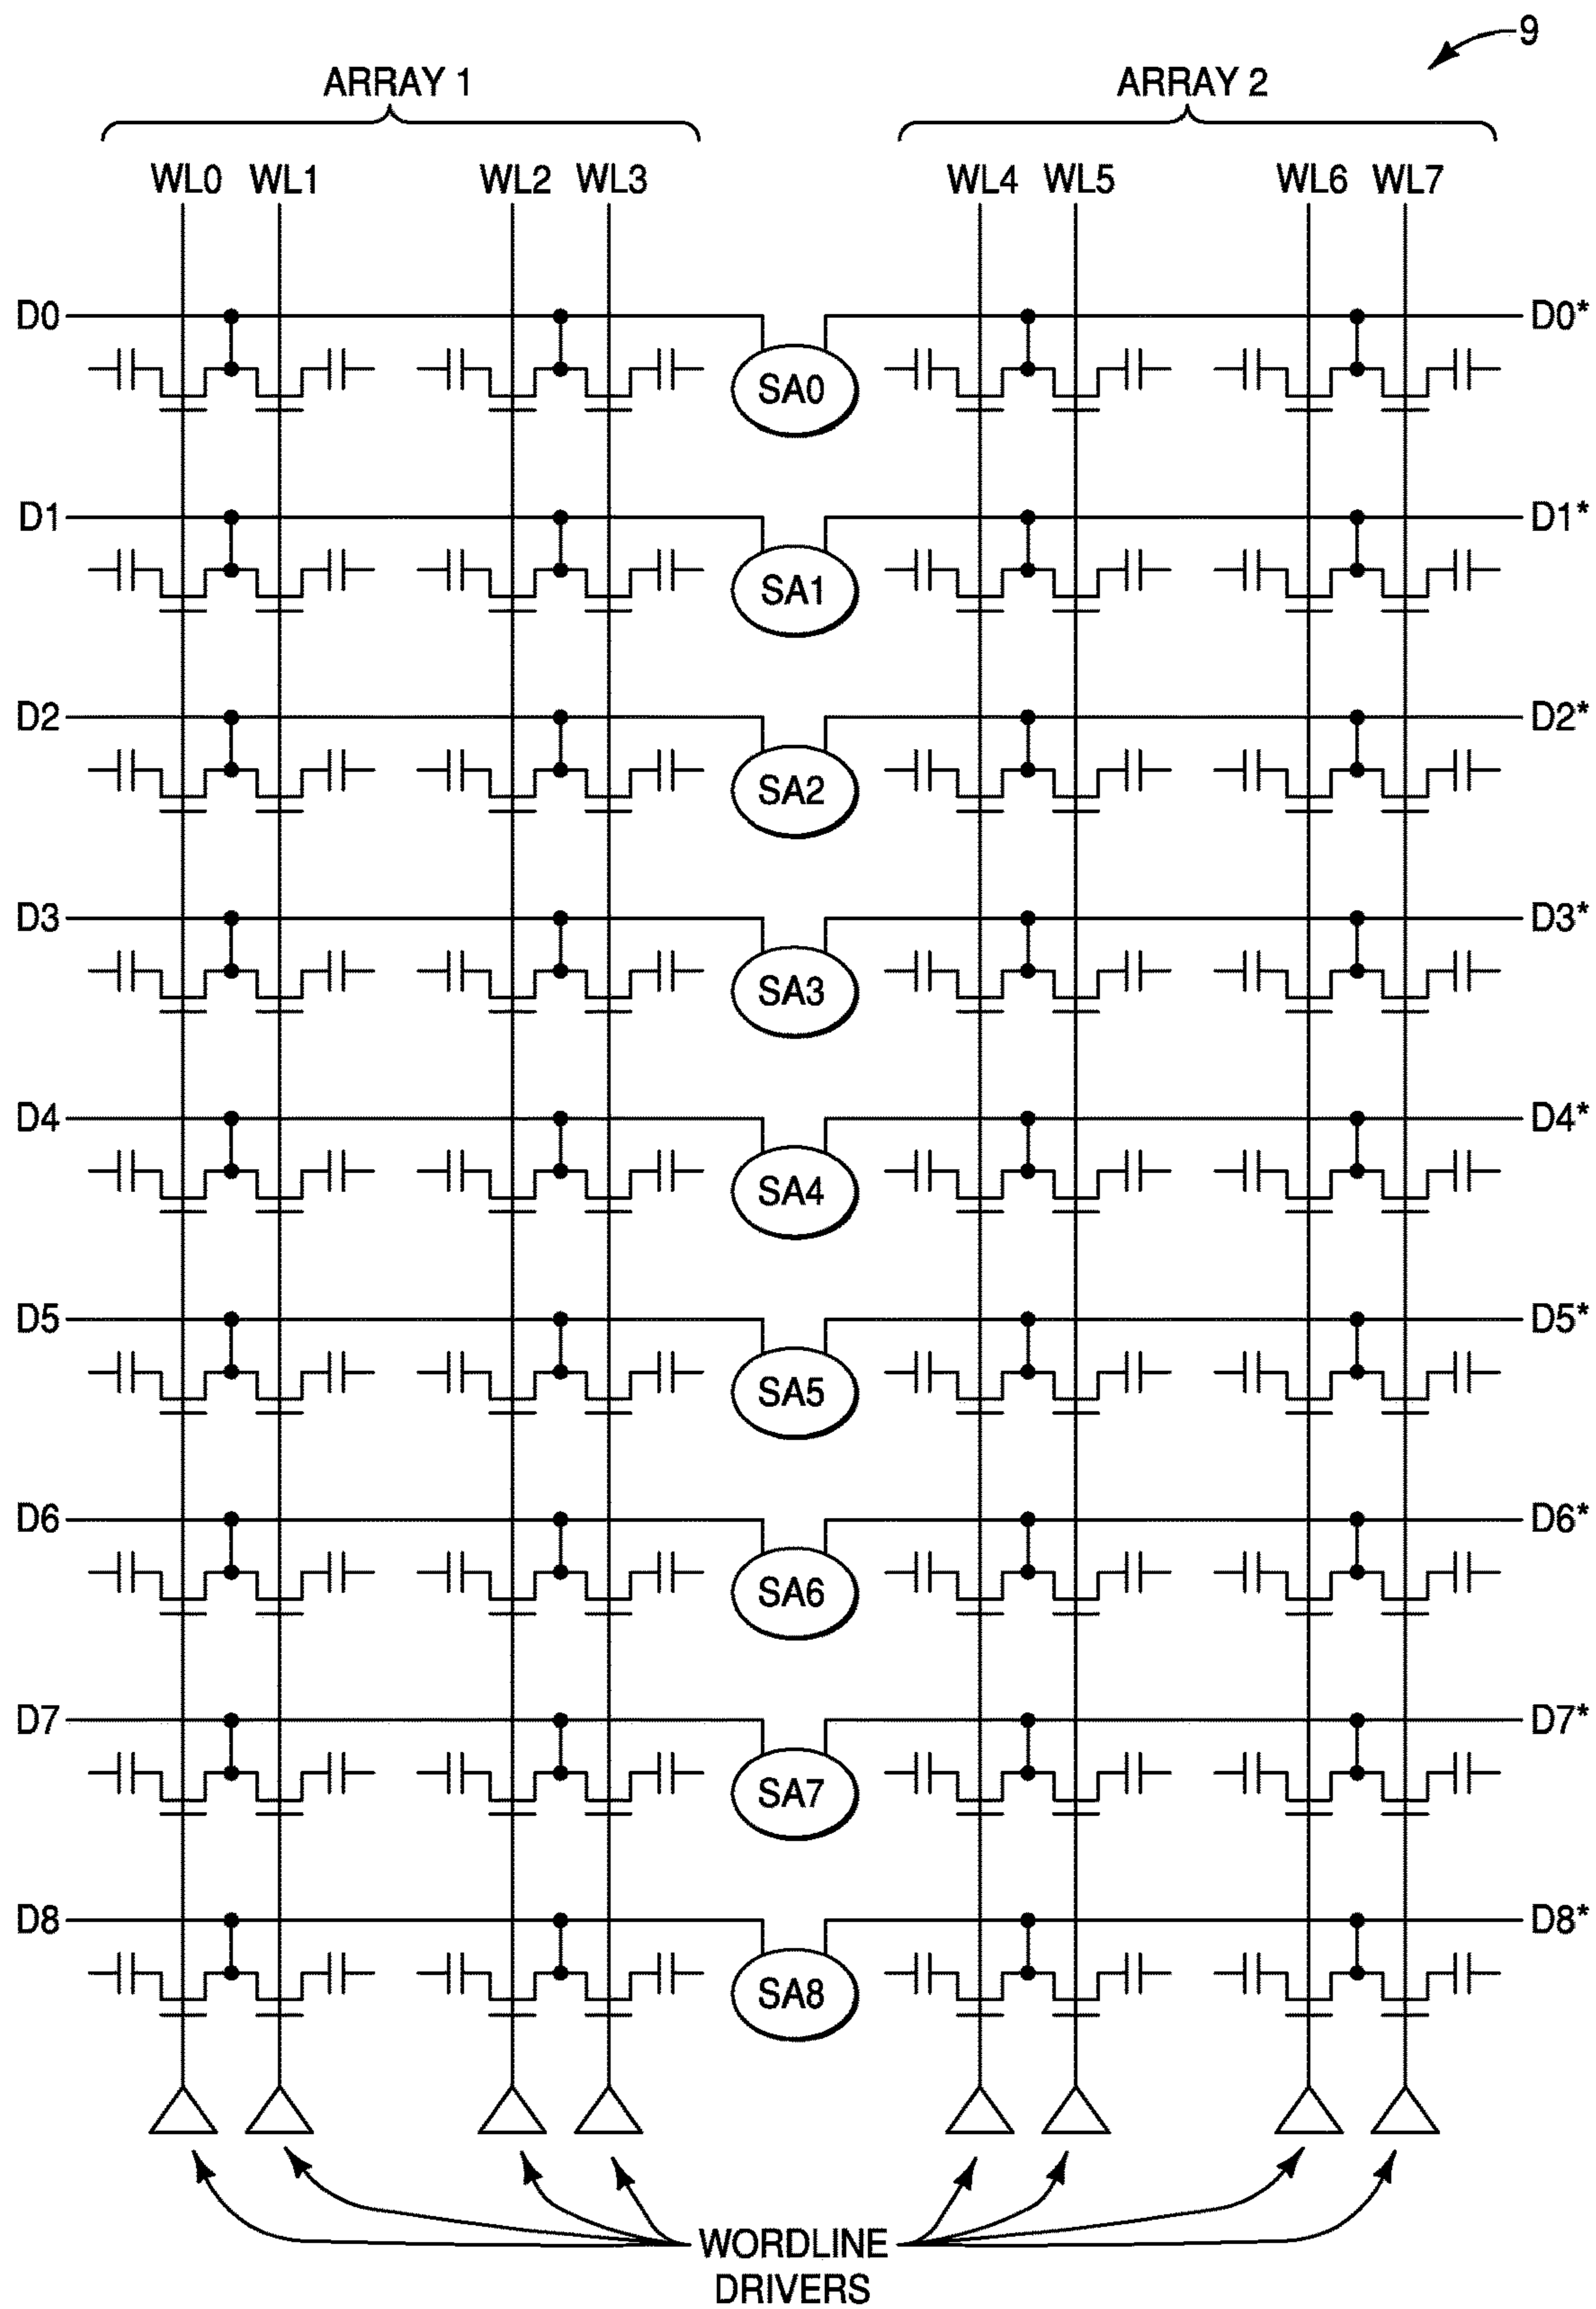 9
ARRAY 1 ARRAY 2
WL0 WL1 WL2 WL3 WL4 WL5 WL6 WL7
D0 SA0 D0*
D1 SA1 D1*
D2 SA2 D2*
D3 SA3 D3*
D4 SA4 D4*
D5 SA5 D5*
D6 SA6 D6*
D7 SA7 D7*
D8 SA8 D8*
WORDLINE
DRIVERS